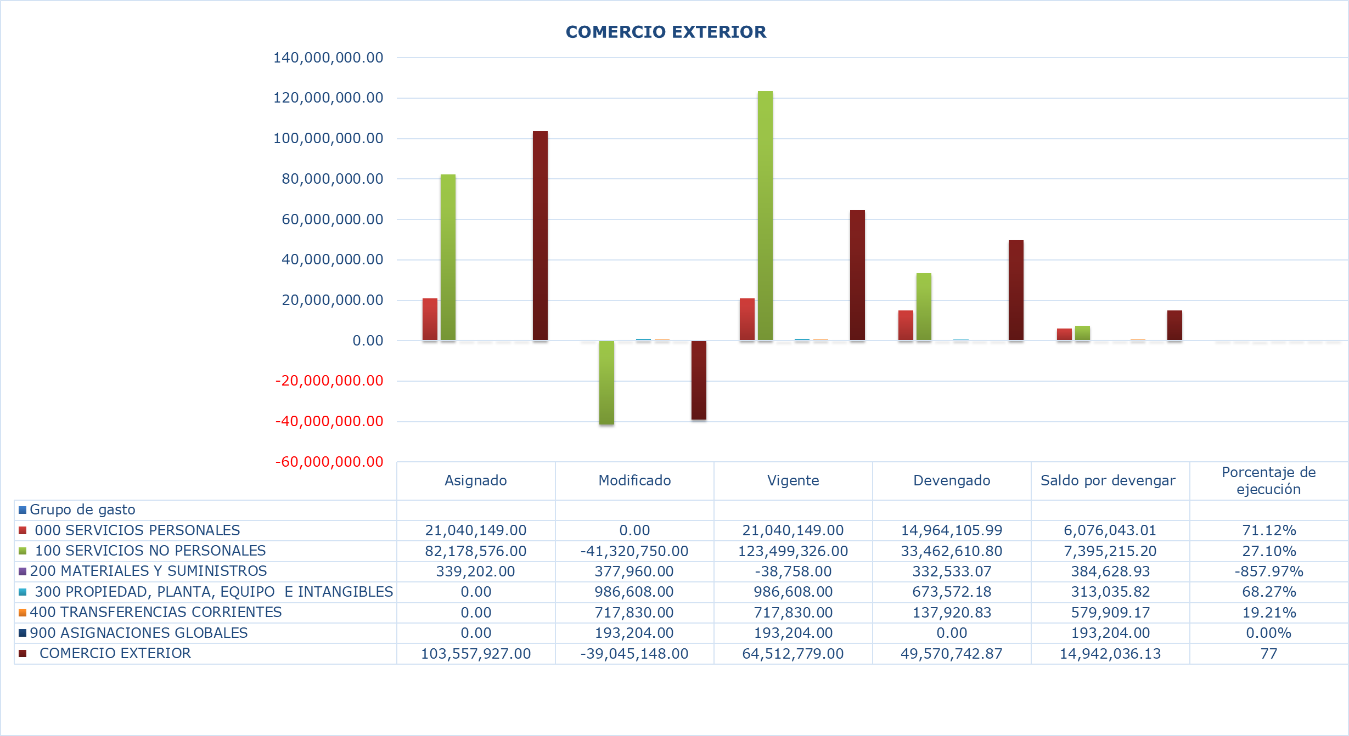 COMERCIO EXTERIOR
140,000,000.00
120,000,000.00
100,000,000.00
80,000,000.00
60,000,000.00
40,000,000.00
20,000,000.00
0.00
-20,000,000.00
-40,000,000.00
-60,000,000.00
Asignado Modificado Vigente Devengado Saldo por devengar Porcentaje de ejecución
Grupo de gasto
000 SERVICIOS PERSONALES 21,040,149.00 0.00 21,040,149.00 14,964,105.99 6,076,043.01 71.12%
100 SERVICIOS NO PERSONALES 82,178,576.00 -41,320,750.00 123,499,326.00 33,462,610.80 7,395,215.20 27.10%
200 MATERIALES Y SUMINISTROS 339,202.00 377,960.00 -38,758.00 332,533.07 384,628.93 -857.97%
300 PROPIEDAD, PLANTA, EQUIPO E INTANGIBLES 0.00 986,608.00 986,608.00 673,572.18 313,035.82 68.27%
400 TRANSFERENCIAS CORRIENTES 0.00 717,830.00 717,830.00 137,920.83 579,909.17 19.21%
900 ASIGNACIONES GLOBALES 0.00 193,204.00 193,204.00 0.00 193,204.00 0.00%
COMERCIO EXTERIOR 103,557,927.00 -39,045,148.00 64,512,779.00 49,570,742.87 14,942,036.13 77